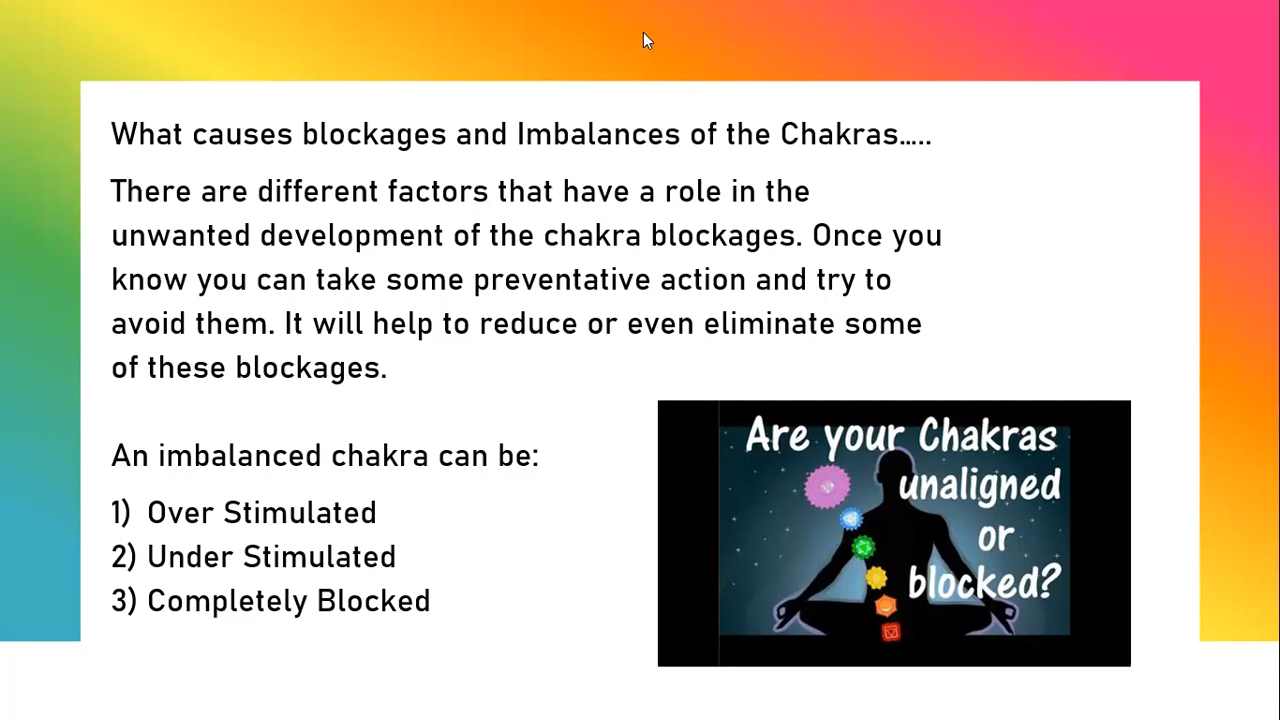 What causes blockages and Imbalances of the Chakras.....
There are different factors that have a role in the
unwanted development of the chakra blockages. Once you
know you can take some preventative action and try to
avoid them. It will help to reduce or even eliminate some
of these blockages.
An imbalanced chakra can be:
1) Over Stimulated
2) Under Stimulated
3) Completely Blocked
Are your Chakras
unaligned
or
blocked?